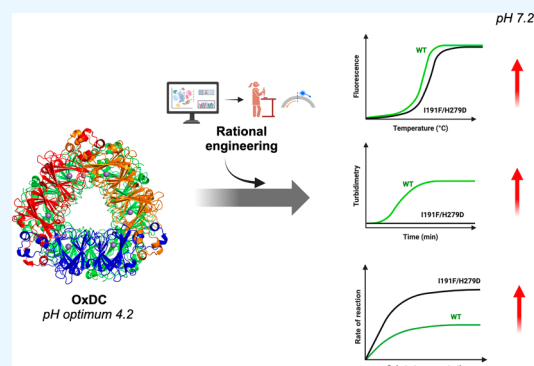 pH 7.2
Rational
engineering
OxDC
pH optimum 4.2
Fluorescence
WT
I191F/H279D
Temperature (°C)
Turbidimetry
WT
I191F/H279D
Time (min)
Rate of reaction
I191F/H279D
WT